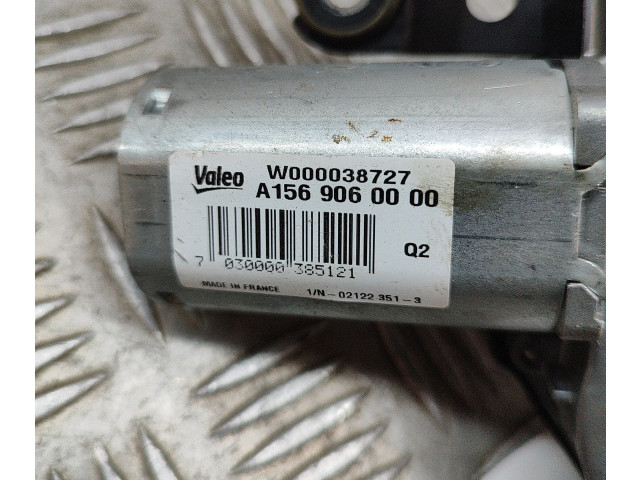 Valeo W000038727
A156 906 00 00
Q2
7 030000 385121
MADE IN FRANCE 1/N - 02122 351 - 3